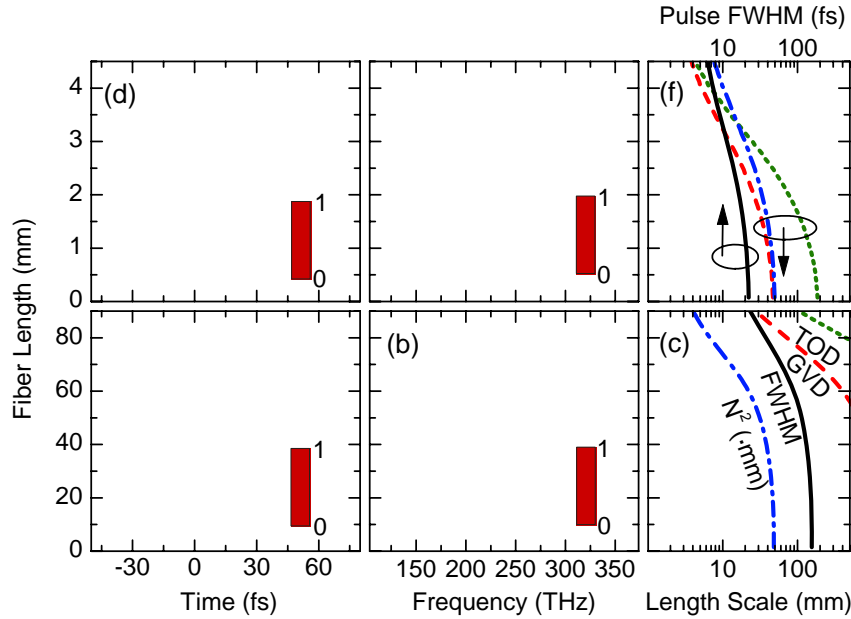 Pulse FWHM (fs)
10 100
4 3 2 1 0
(d) 1 0
1 0
(f)
Fiber Length (mm)
80 60 40 20 0
1 0
(b) 1 0
(c)
TOD
GVD
FWHM
N² (·mm)
-30 0 30 60
150 200 250 300 350
10 100
Time (fs)
Frequency (THz)
Length Scale (mm)